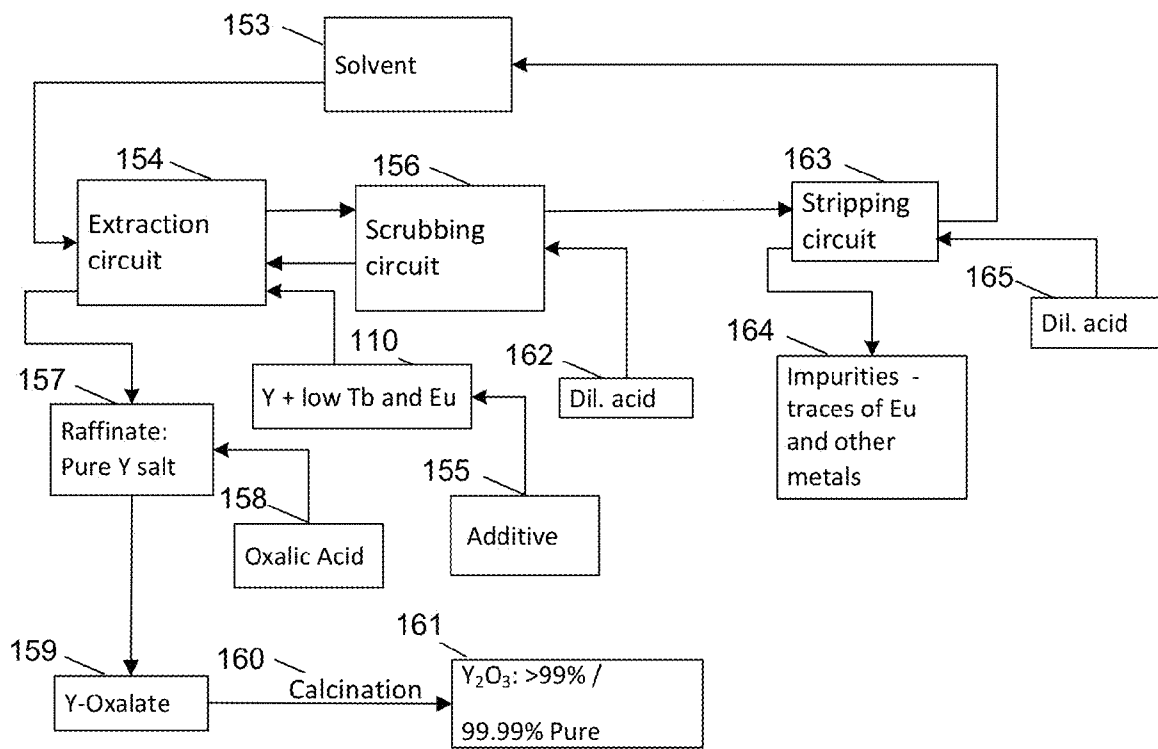 153
Solvent
154
156
163
Extraction
circuit
Scrubbing
circuit
Stripping
circuit
165
Dil. acid
110
162
164
Y + low Tb and Eu
Dil. acid
Impurities -
traces of Eu
and other
metals
157
Raffinate:
Pure Y salt
155
Additive
158
Oxalic Acid
159
Y-Oxalate
160
Calcination
161
Y₂O₃: >99% /
99.99% Pure